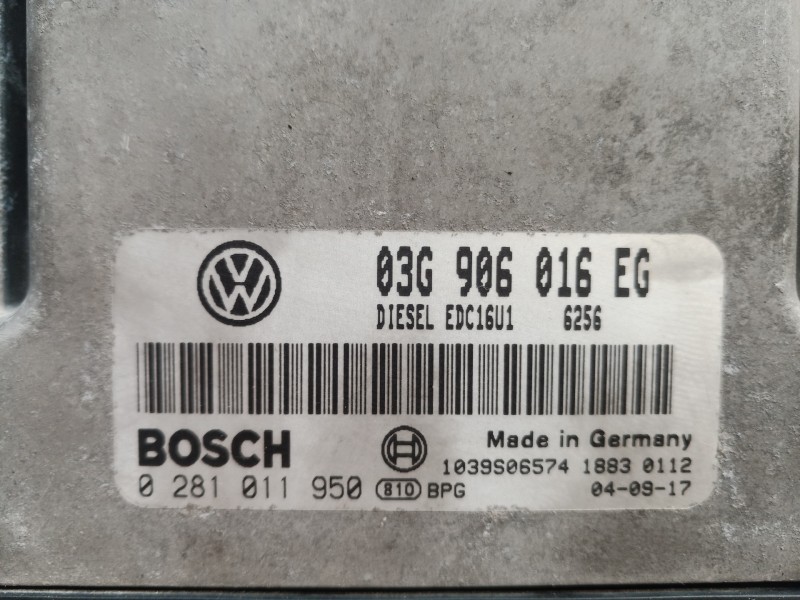 03G 906 016 EG
DIESEL EDC16U1 6256
BOSCH
Made in Germany
1039S06574 1883 0112
0 281 011 950 810 BPG 04-09-17